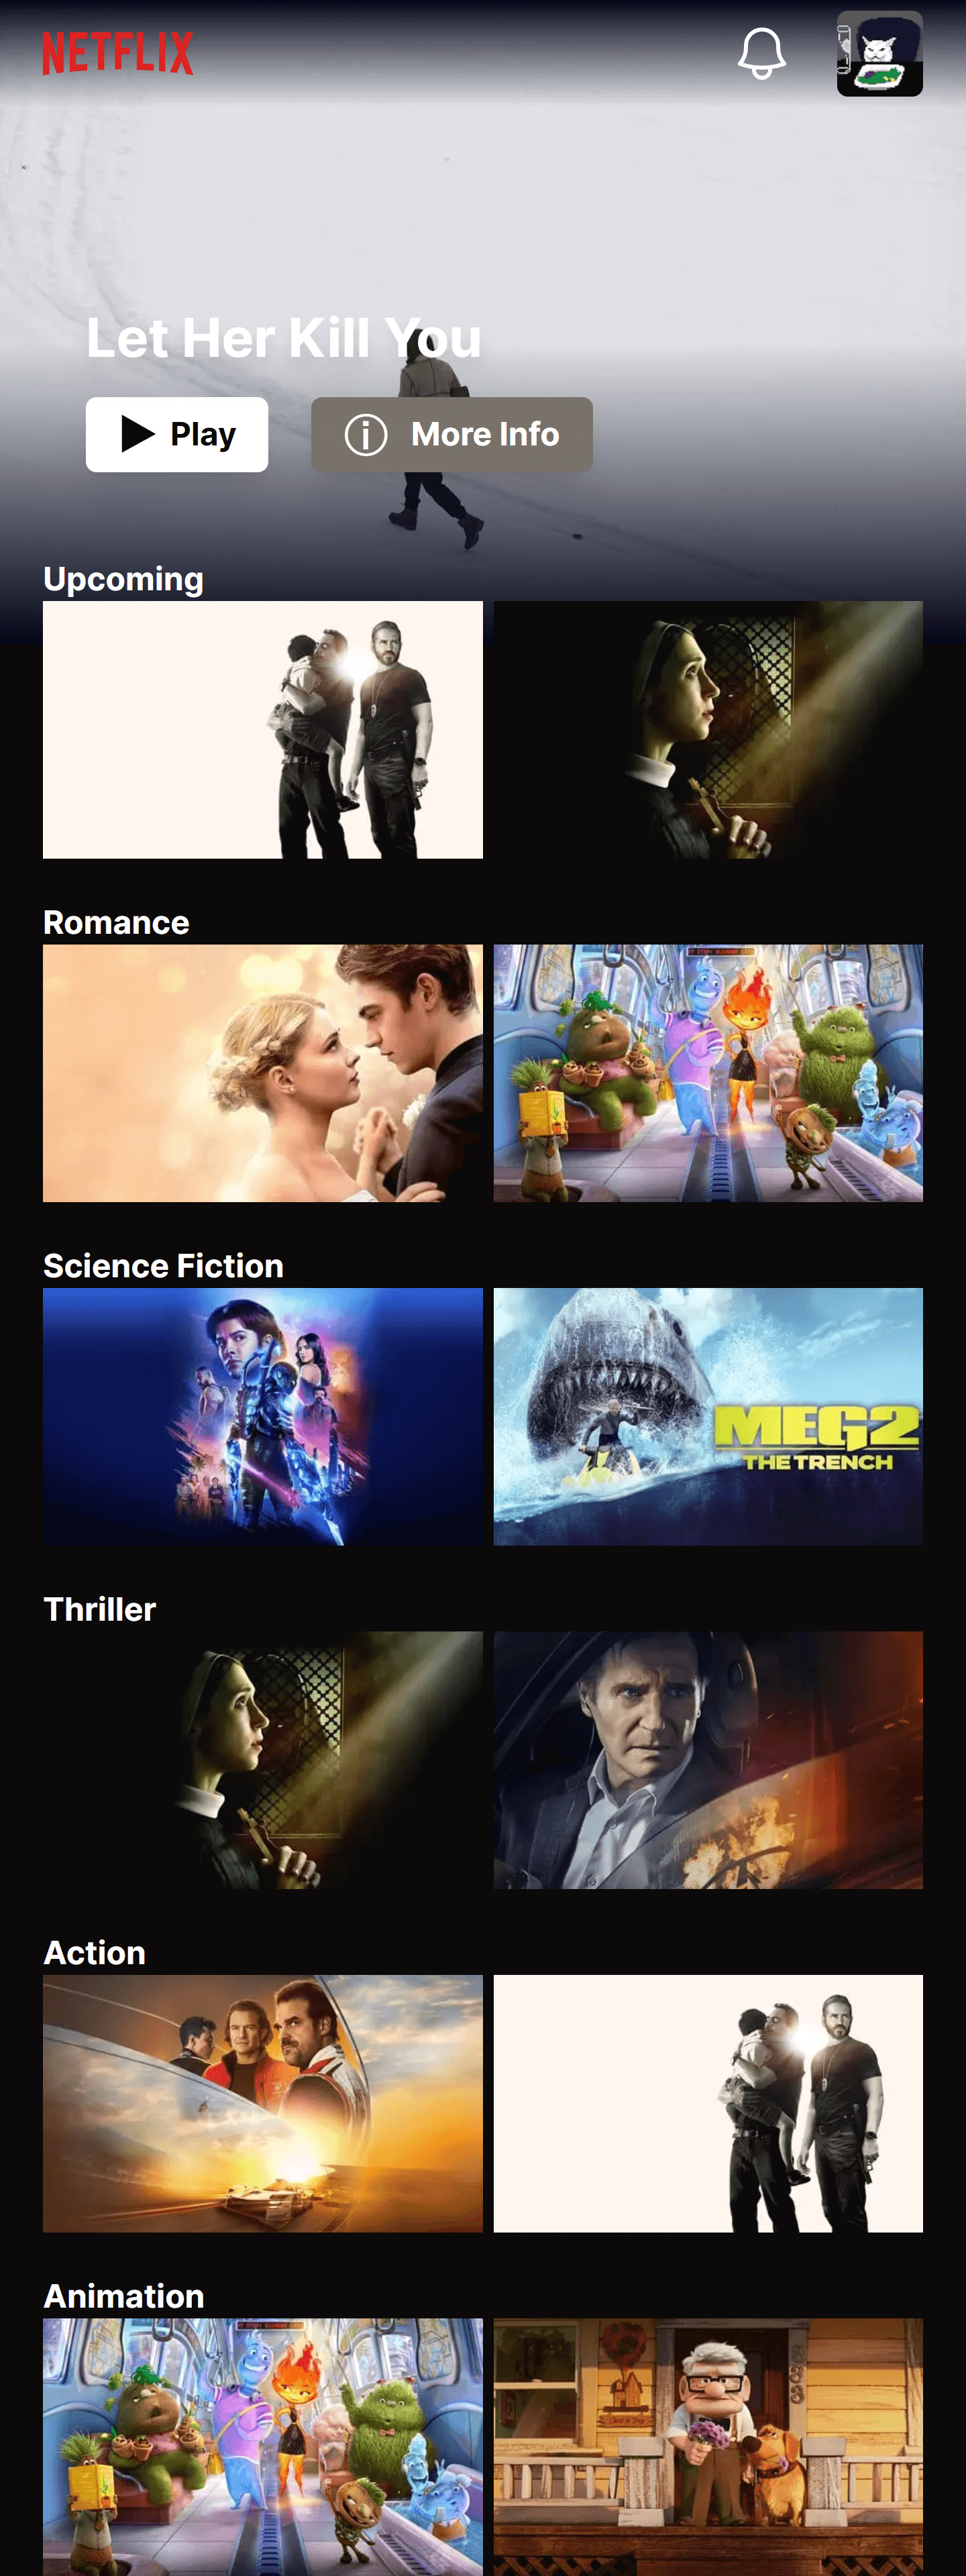 NETFLIX
Let Her Kill You
Play
More Info
Upcoming
Romance
Science Fiction
MEG2
THE TRENCH
Thriller
Action
Animation